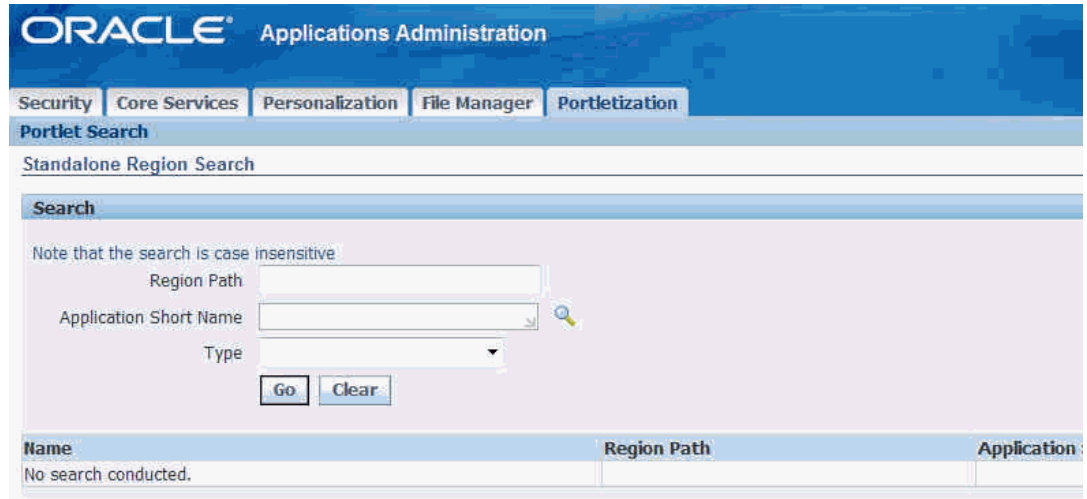 ORACLE® Applications Administration
Security Core Services Personalization File Manager Portletization
Portlet Search
Standalone Region Search
Search
Note that the search is case insensitive
Region Path
Application Short Name
Type
Go Clear
Name Region Path Application
No search conducted.